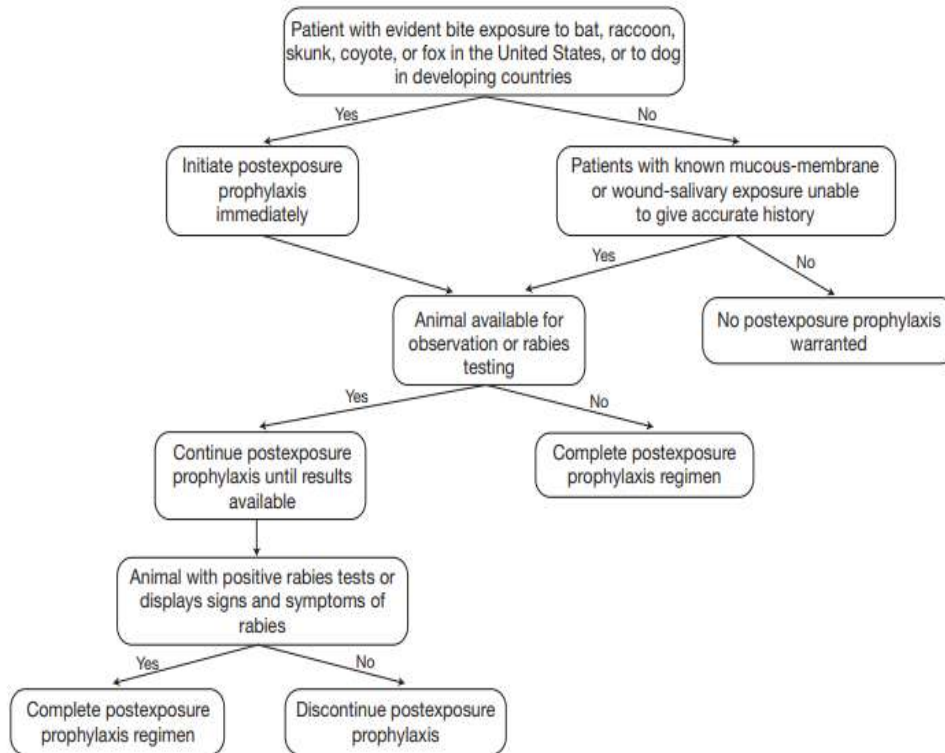 Patient with evident bite exposure to bat, raccoon,
skunk, coyote, or fox in the United States, or to dog
in developing countries
Yes
No
Initiate postexposure
prophylaxis
immediately
Patients with known mucous-membrane
or wound-salivary exposure unable
to give accurate history
Yes
No
Animal available for
observation or rabies
testing
No postexposure prophylaxis
warranted
Yes
No
Continue postexposure
prophylaxis until results
available
Complete postexposure
prophylaxis regimen
Animal with positive rabies tests or
displays signs and symptoms of
rabies
Yes
No
Complete postexposure
prophylaxis regimen
Discontinue postexposure
prophylaxis